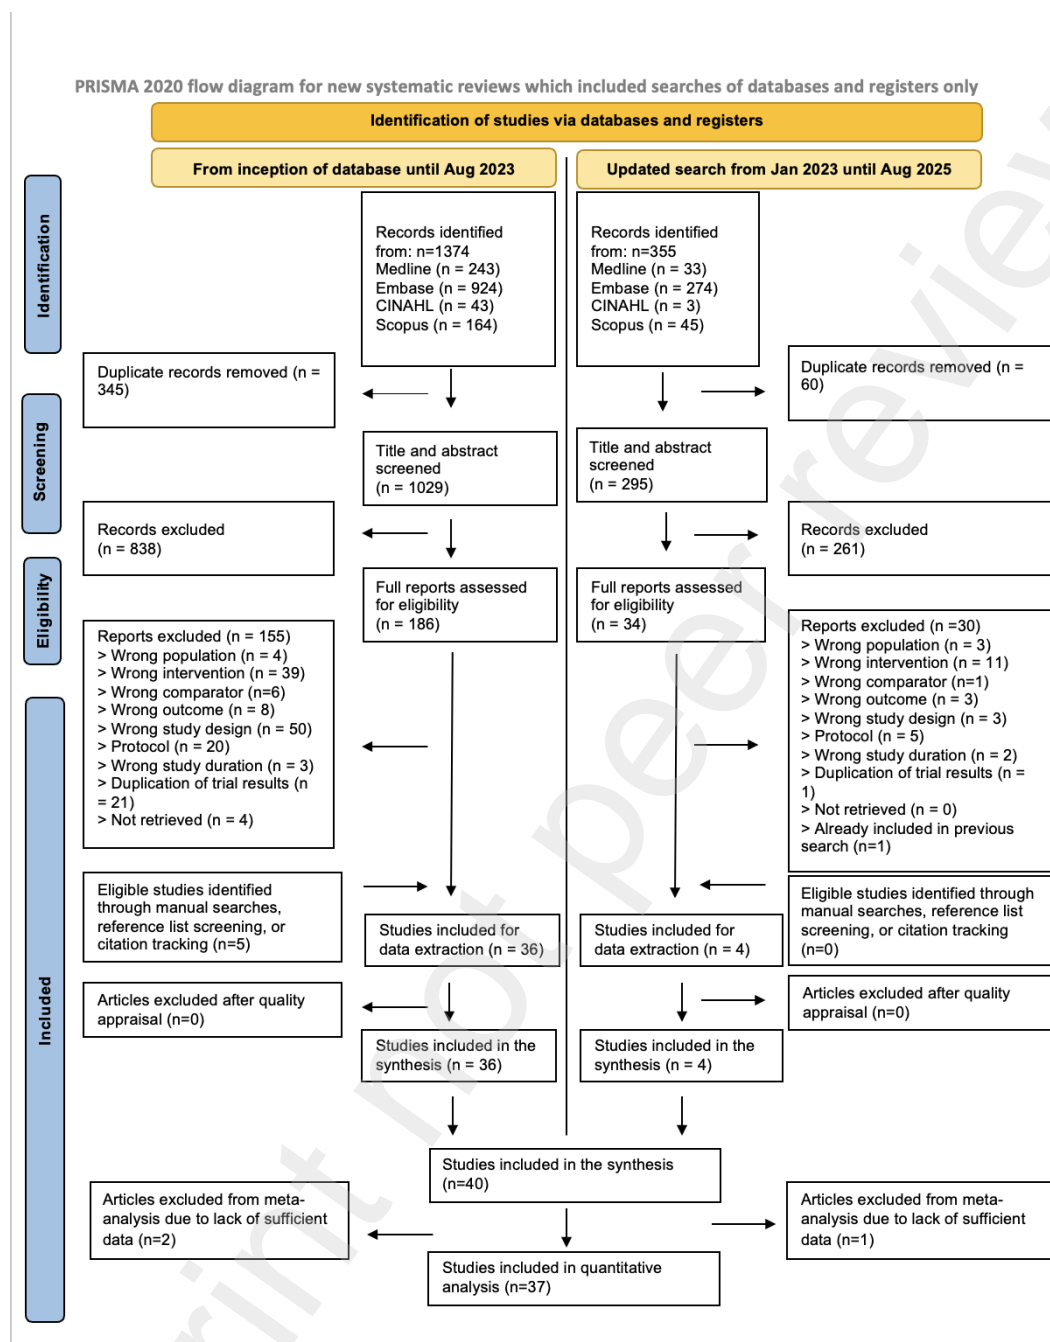 PRISMA 2020 flow diagram for new systematic reviews which included searches of databases and registers only
Identification of studies via databases and registers
From inception of database until Aug 2023
Updated search from Jan 2023 until Aug 2025
Identification
Records identified
from: n=1374
Medline (n = 243)
Embase (n = 924)
CINAHL (n = 43)
Scopus (n = 164)
Records identified
from: n=355
Medline (n = 33)
Embase (n = 274)
CINAHL (n = 3)
Scopus (n = 45)
Duplicate records removed (n =
345)
Duplicate records removed (n =
60)
Screening
Title and abstract
screened
(n = 1029)
Title and abstract
screened
(n = 295)
Records excluded
(n = 838)
Records excluded
(n = 261)
Eligibility
Full reports assessed
for eligibility
(n = 186)
Full reports assessed
for eligibility
(n = 34)
Reports excluded (n = 155)
> Wrong population (n = 4)
> Wrong intervention (n = 39)
> Wrong comparator (n=6)
> Wrong outcome (n = 8)
> Wrong study design (n = 50)
> Protocol (n = 20)
> Wrong study duration (n = 3)
> Duplication of trial results (n
= 21)
> Not retrieved (n = 4)
Reports excluded (n =30)
> Wrong population (n = 3)
> Wrong intervention (n = 11)
> Wrong comparator (n=1)
> Wrong outcome (n = 3)
> Wrong study design (n = 3)
> Protocol (n = 5)
> Wrong study duration (n = 2)
> Duplication of trial results (n =
1)
> Not retrieved (n = 0)
> Already included in previous
search (n=1)
Included
Eligible studies identified
through manual searches,
reference list screening, or
citation tracking (n=5)
Studies included for
data extraction (n = 36)
Studies included for
data extraction (n = 4)
Eligible studies identified through
manual searches, reference list
screening, or citation tracking
(n=0)
Articles excluded after quality
appraisal (n=0)
Articles excluded after quality
appraisal (n=0)
Studies included in the
synthesis (n = 36)
Studies included in the
synthesis (n = 4)
Studies included in the synthesis
(n=40)
Articles excluded from meta-
analysis due to lack of sufficient
data (n=2)
Articles excluded from meta-
analysis due to lack of sufficient
data (n=1)
Studies included in quantitative
analysis (n=37)
rint not peer review